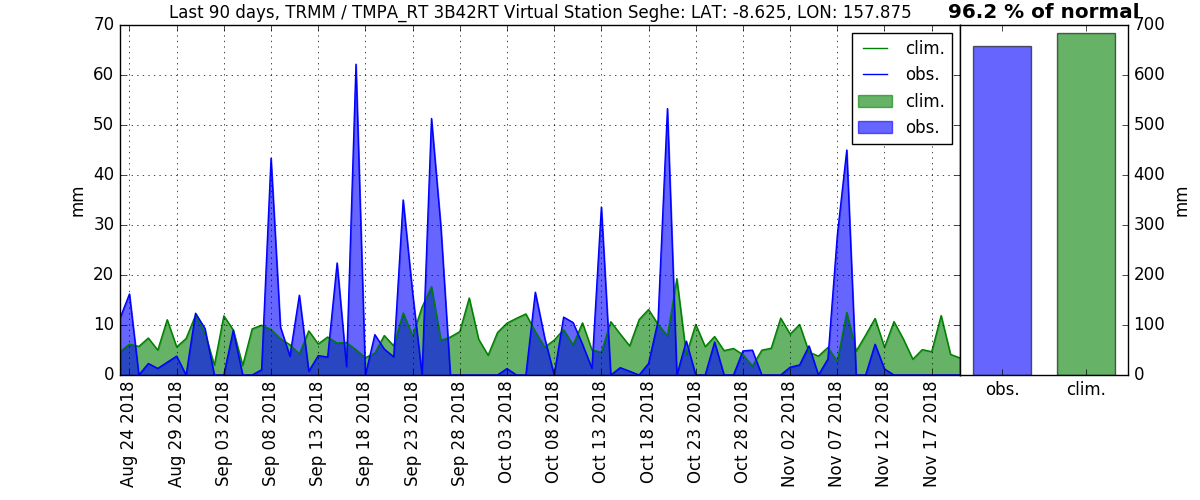 Last 90 days, TRMM / TMPA_RT 3B42RT Virtual Station Seghe: LAT: -8.625, LON: 157.875
96.2 % of normal
70
60
50
40
30
20
10
0
mm
clim.
obs.
clim.
obs.
Aug 24 2018
Aug 29 2018
Sep 03 2018
Sep 08 2018
Sep 13 2018
Sep 18 2018
Sep 23 2018
Sep 28 2018
Oct 03 2018
Oct 08 2018
Oct 13 2018
Oct 18 2018
Oct 23 2018
Oct 28 2018
Nov 02 2018
Nov 07 2018
Nov 12 2018
Nov 17 2018
700
600
500
400
300
200
100
0
mm
obs.
clim.